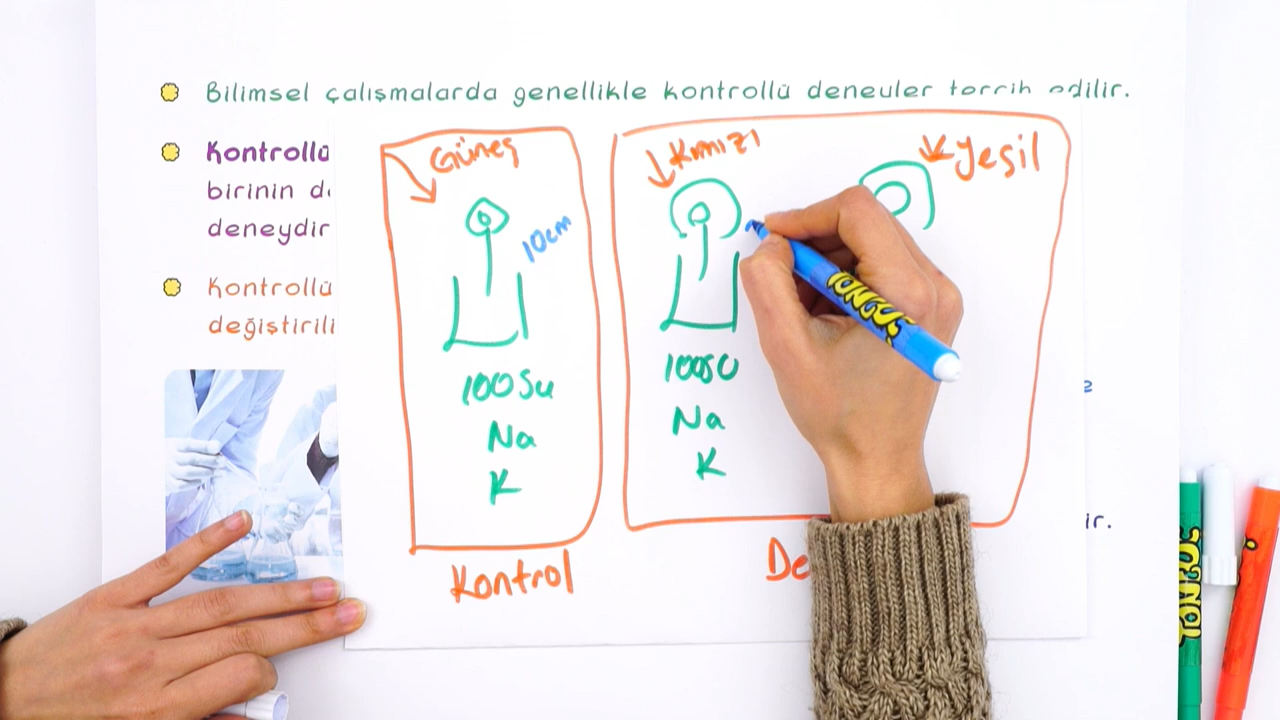 Bilimsel çalışmalarda genellikle kontrollü deneyler tercih edilir.
Kontrollü
birinin
deneydir
Kontrollü
değiştirili
Güneş
10cm
100Su
Na
K
Kontrol
Kırmızı
100SU
Na
K
Yeşil
De
e
ir.